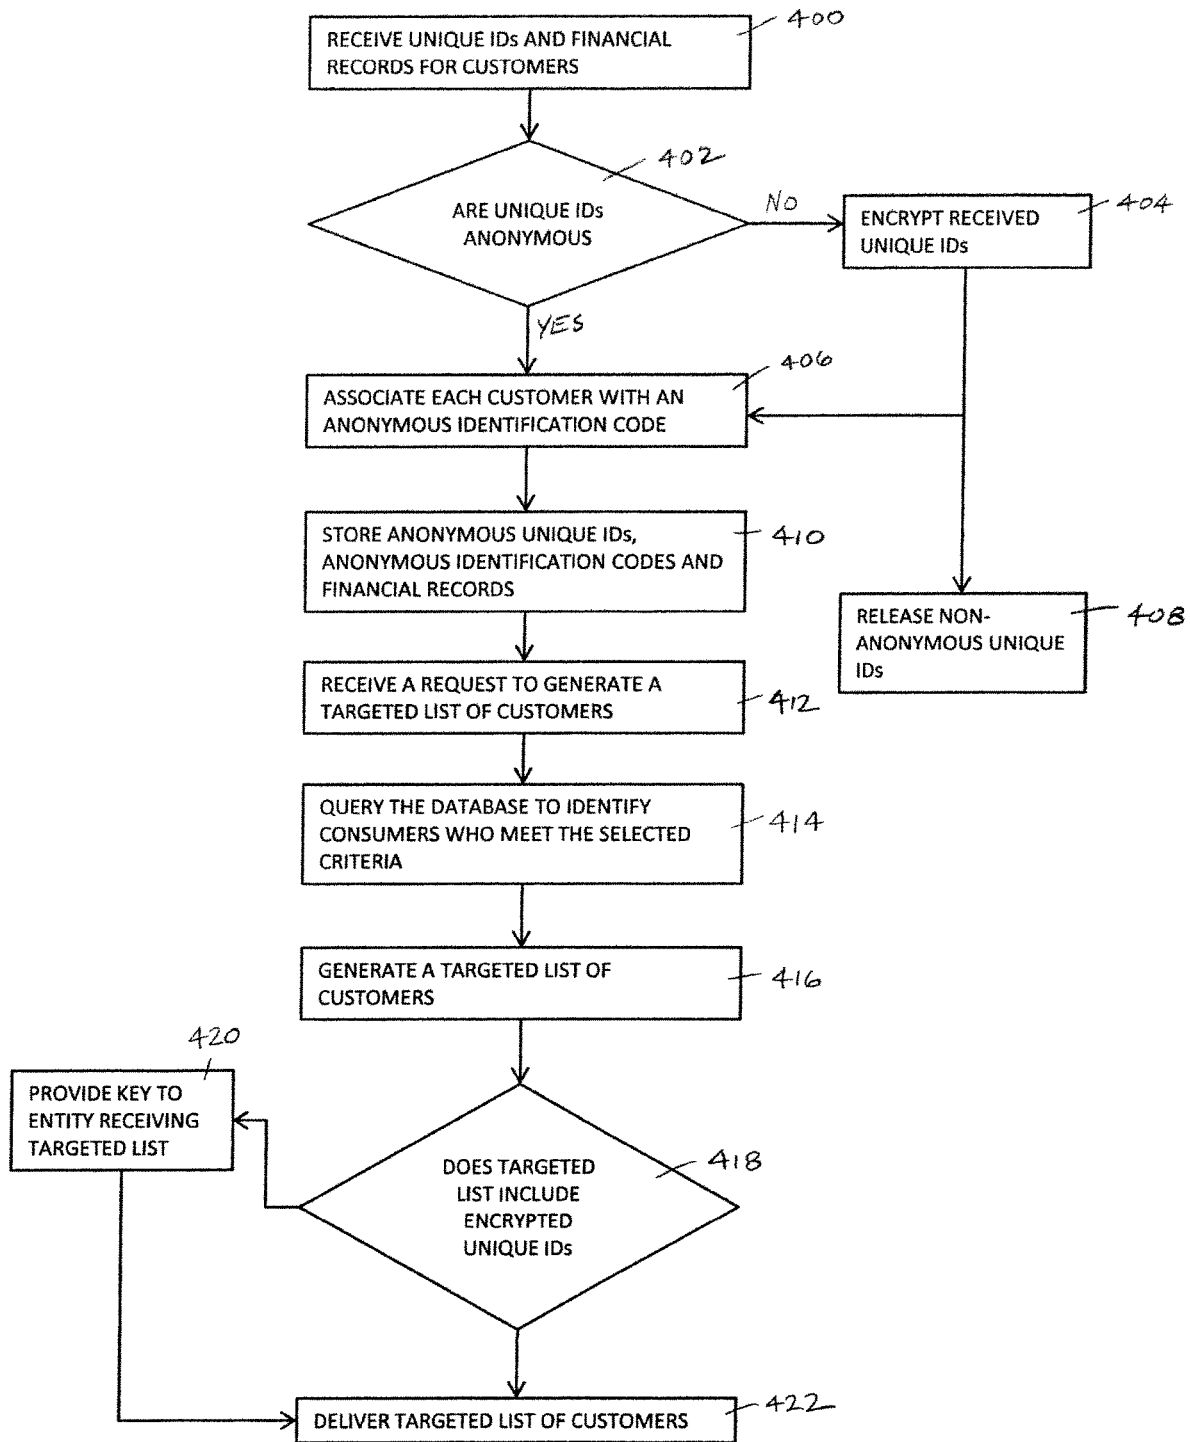 400
RECEIVE UNIQUE IDs AND FINANCIAL
RECORDS FOR CUSTOMERS
402
ARE UNIQUE IDs
ANONYMOUS
NO
404
ENCRYPT RECEIVED
UNIQUE IDs
YES
406
ASSOCIATE EACH CUSTOMER WITH AN
ANONYMOUS IDENTIFICATION CODE
410
STORE ANONYMOUS UNIQUE IDs,
ANONYMOUS IDENTIFICATION CODES AND
FINANCIAL RECORDS
408
RELEASE NON-
ANONYMOUS UNIQUE
IDs
RECEIVE A REQUEST TO GENERATE A
TARGETED LIST OF CUSTOMERS
412
QUERY THE DATABASE TO IDENTIFY
CONSUMERS WHO MEET THE SELECTED
CRITERIA
414
GENERATE A TARGETED LIST OF
CUSTOMERS
416
420
PROVIDE KEY TO
ENTITY RECEIVING
TARGETED LIST
418
DOES TARGETED
LIST INCLUDE
ENCRYPTED
UNIQUE IDs
DELIVER TARGETED LIST OF CUSTOMERS
422